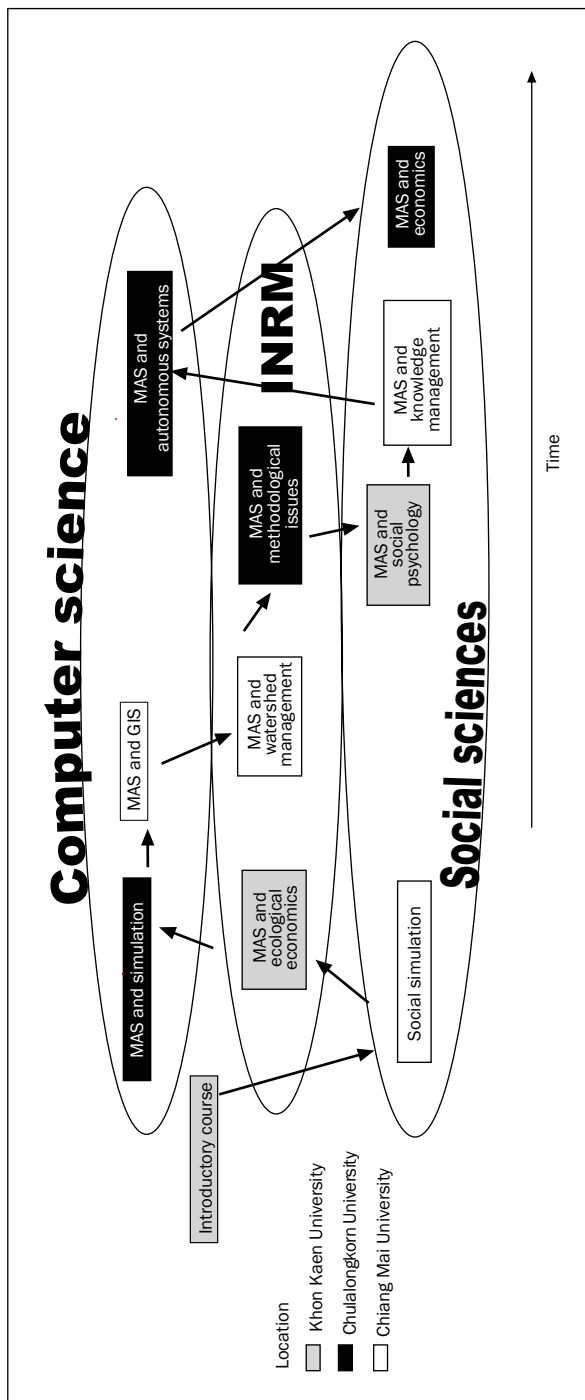 Computer science
MAS and simulation
MAS and GIS
MAS and
autonomous systems
Introductory course
INRM
MAS and
ecological
economics
MAS and
watershed
management
MAS and
methodological
issues
Social sciences
Social simulation
MAS and
social
psychology
MAS and
knowledge
management
MAS and
economics
Time
Location
Khon Kaen University
Chulalongkorn University
Chiang Mai University